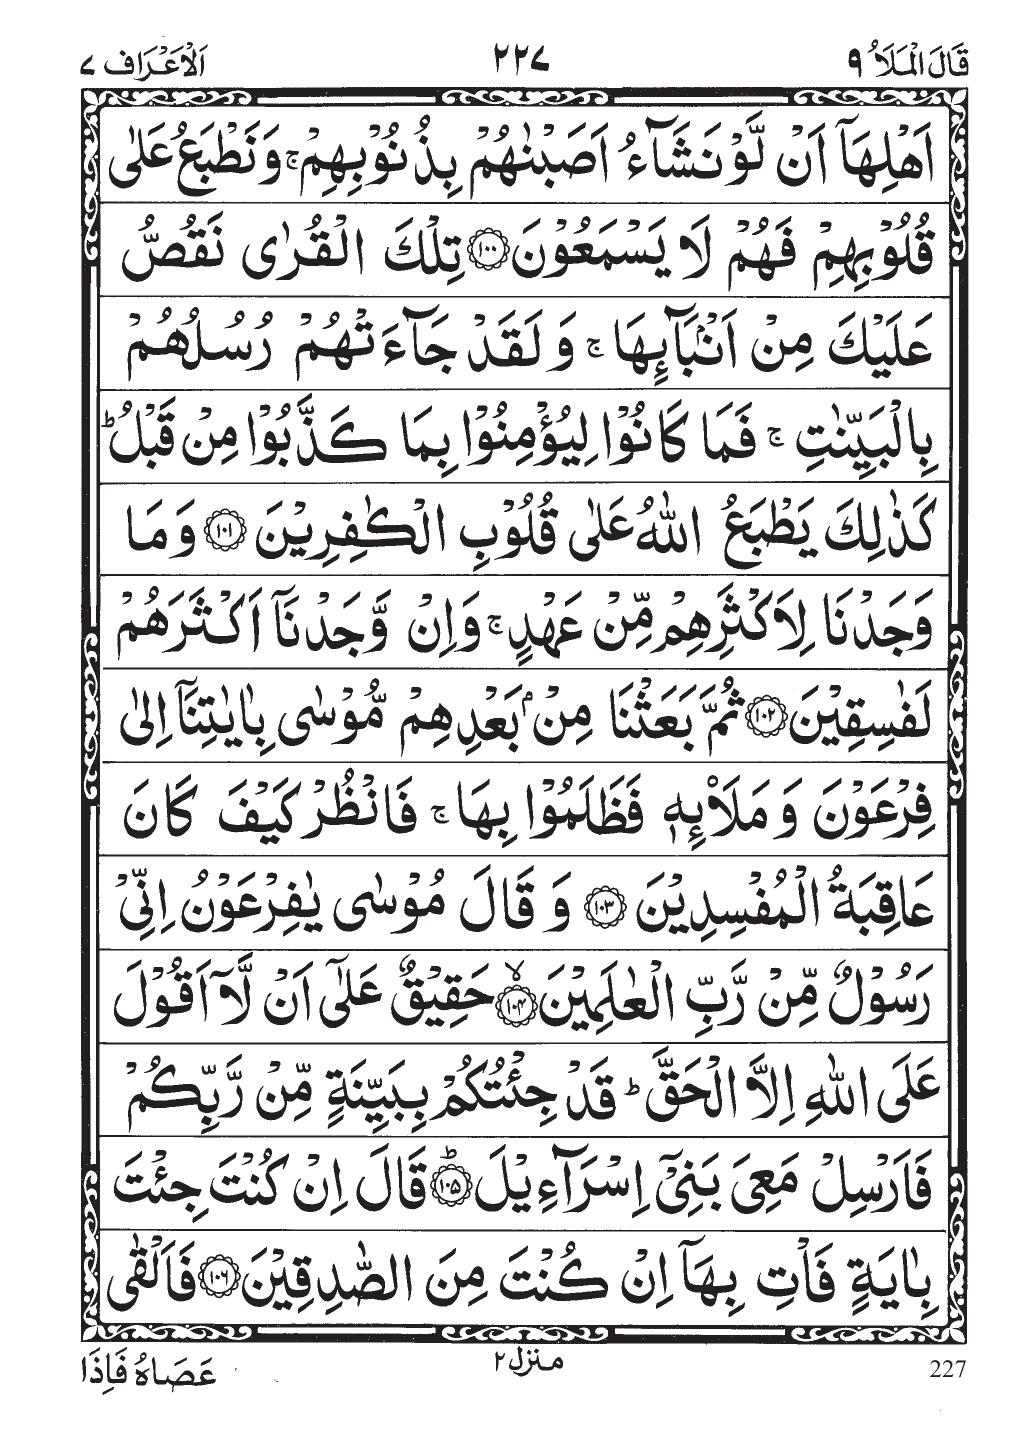 قَالَ الْمَلَاُ ۹ ۲۲۷ اَلْاَعْرَاف ۷
اَهْلِهَاۤ اَنْ لَّوْ نَشَآءُ اَصَبْنٰهُمْ بِذُنُوْبِهِمْ ۚ وَنَطْبَعُ عَلٰى
قُلُوْبِهِمْ فَهُمْ لَا يَسْمَعُوْنَ ﴿۱۰۰﴾ تِلْكَ الْقُرٰى نَقُصُّ
عَلَيْكَ مِنْ اَنْۢبَآئِهَا ۚ وَ لَقَدْ جَآءَتْهُمْ رُسُلُهُمْ
بِالْبَيِّنٰتِ ۚ فَمَا كَانُوْا لِيُؤْمِنُوْا بِمَا كَذَّبُوْا مِنْ قَبْلُ ؕ
كَذٰلِكَ يَطْبَعُ اللّٰهُ عَلٰى قُلُوْبِ الْكٰفِرِيْنَ ﴿۱۰۱﴾ وَ مَا
وَجَدْنَا لِاَكْثَرِهِمْ مِّنْ عَهْدٍ ۚ وَ اِنْ وَّجَدْنَاۤ اَكْثَرَهُمْ
لَفٰسِقِيْنَ ﴿۱۰۲﴾ ثُمَّ بَعَثْنَا مِنْۢ بَعْدِهِمْ مُّوْسٰى بِاٰيٰتِنَاۤ اِلٰى
فِرْعَوْنَ وَ مَلَا۟ئِهٖ فَظَلَمُوْا بِهَا ۚ فَانْظُرْ كَيْفَ كَانَ
عَاقِبَةُ الْمُفْسِدِيْنَ ﴿۱۰۳﴾ وَ قَالَ مُوْسٰى يٰفِرْعَوْنُ اِنِّىْ
رَسُوْلٌ مِّنْ رَّبِّ الْعٰلَمِيْنَ ﴿۱۰۴﴾ۙ حَقِيْقٌ عَلٰٓى اَنْ لَّاۤ اَقُوْلَ
عَلَى اللّٰهِ اِلَّا الْحَقَّ ؕ قَدْ جِئْتُكُمْ بِبَيِّنَةٍ مِّنْ رَّبِّكُمْ
فَاَرْسِلْ مَعِىَ بَنِىْۤ اِسْرَآءِيْلَ ﴿۱۰۵﴾ؕ قَالَ اِنْ كُنْتَ جِئْتَ
بِاٰيَةٍ فَاْتِ بِهَاۤ اِنْ كُنْتَ مِنَ الصّٰدِقِيْنَ ﴿۱۰۶﴾ فَاَلْقٰى
عَصَاهُ فَاِذَا منزل ۲ 227